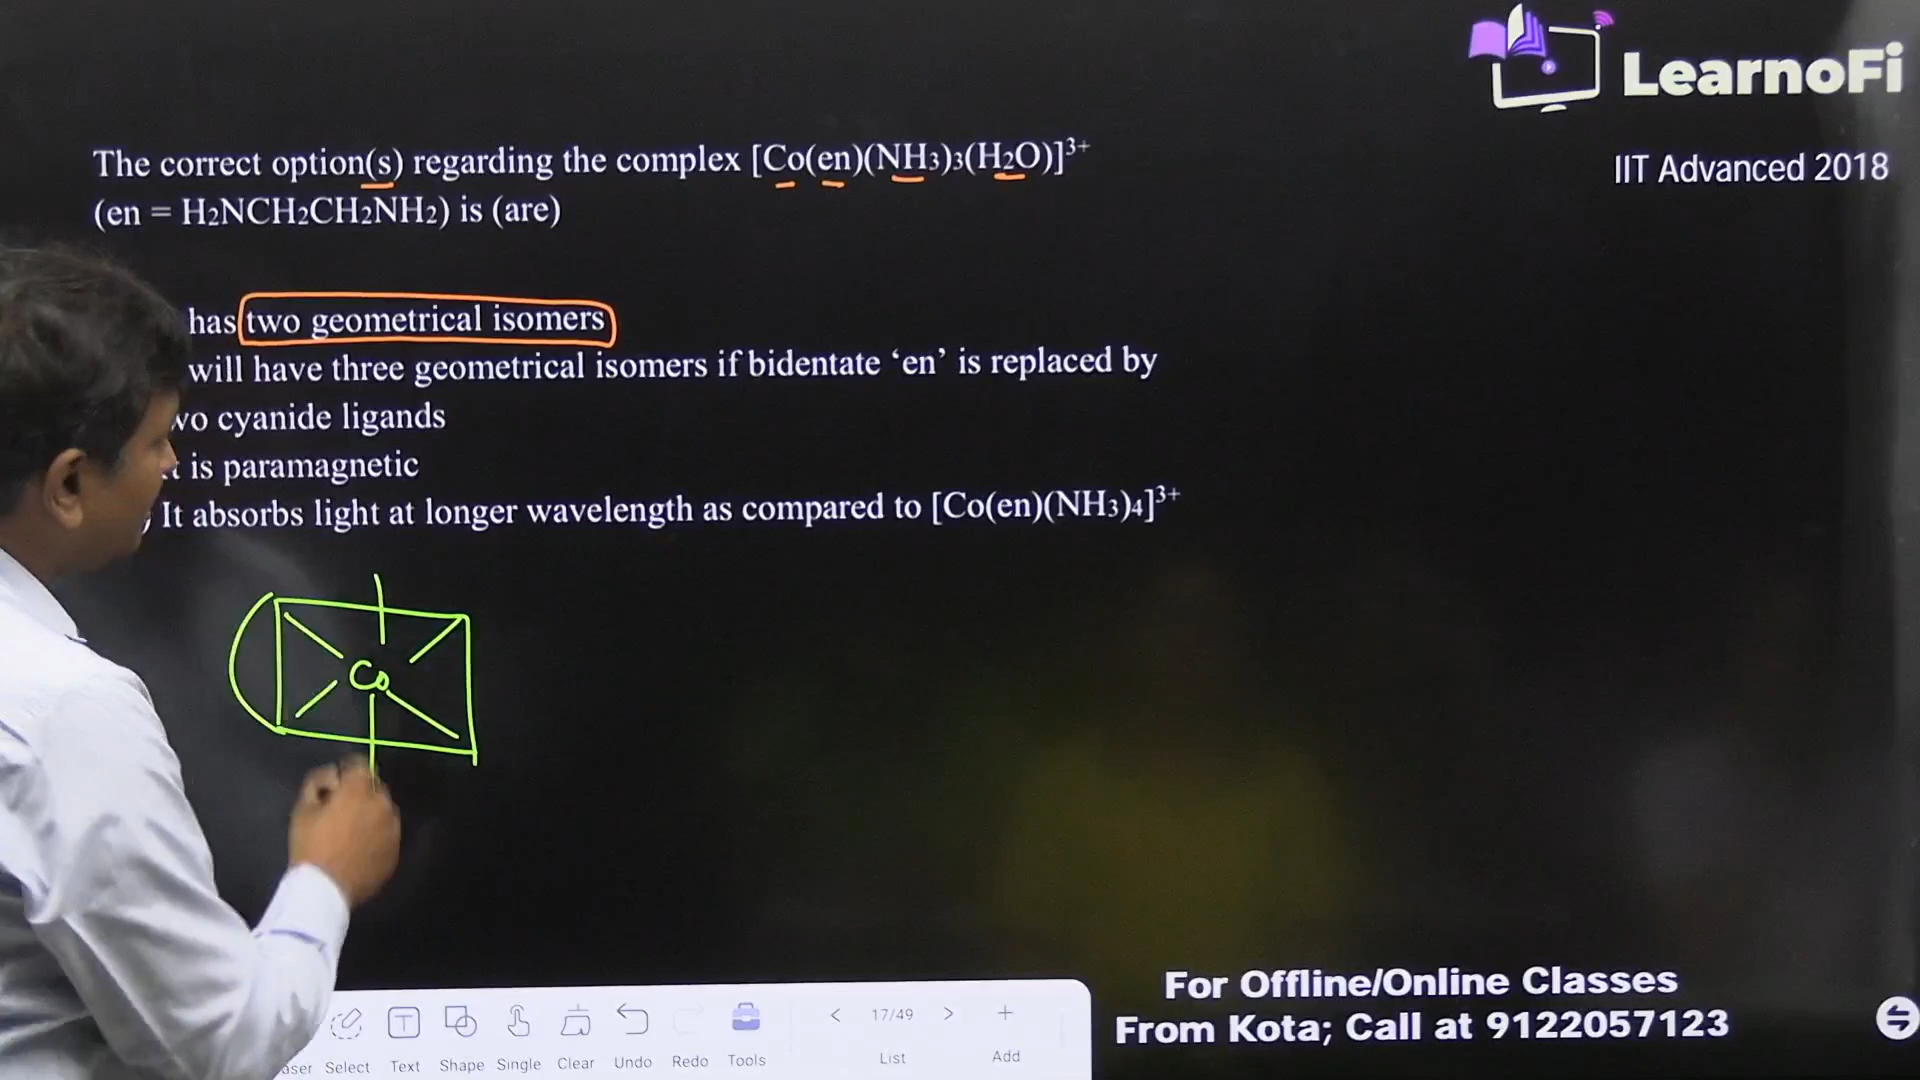 LearnoFi
IIT Advanced 2018
The correct option(s) regarding the complex [Co(en)(NH₃)₃(H₂O)]³⁺
(en = H₂NCH₂CH₂NH₂) is (are)
has two geometrical isomers
will have three geometrical isomers if bidentate ‘en’ is replaced by
cyanide ligands
is paramagnetic
It absorbs light at longer wavelength as compared to [Co(en)(NH₃)₄]³⁺
Co
For Offline/Online Classes
From Kota; Call at 9122057123
17/49
Select Text Shape Single Clear Undo Redo Tools List Add